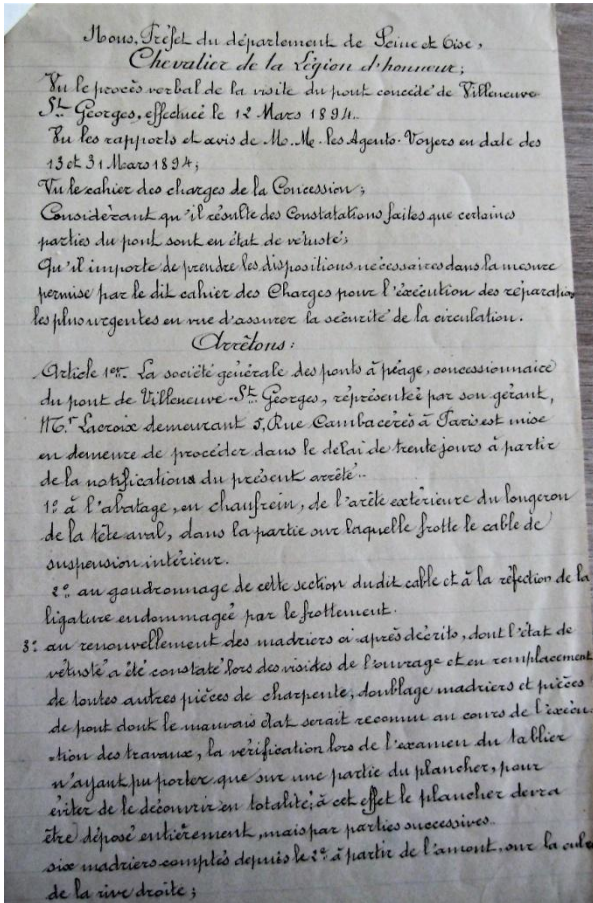 Nous, Préfet du département de Seine et Oise,
Chevalier de la Légion d'honneur;
Vu le procès verbal de la visite du pont concédé de Villeneuve
St Georges, effectuée le 12 Mars 1894..
Vu les rapports et avis de M.M. les Agents-Voyers en date des
13 et 31 Mars 1894;
Vu le cahier des charges de la Concession;
Considérant qu'il résulte des Constatations faites que certaines
parties du pont sont en état de vétusté;
Qu'il importe de prendre les dispositions nécessaires dans la mesure
permise par le dit cahier des Charges pour l'éxécution des réparations
les plus urgentes en vue d'assurer la sécurité de la circulation.
Arrêtons:
Article 1er. La société générale des ponts à péage, concessionnaire
du pont de Villeneuve-St Georges, représentée par son gérant,
Mr Lacroix demeurant 5, Rue Cambacérès à Paris est mise
en demeure de procéder dans le délai de trente jours à partir
de la notifications du présent arrêté..
1º à l'abatage, en chanfrein, de l'arête extérieure du longeron
de la tête aval, dans la partie sur laquelle frotte le cable de
suspension intérieur.
2º au goudronnage de cette section dudit cable et à la réfection de la
ligature endommagée par le frottement.
3º au renouvellement des madriers ci-après décrits, dont l'état de
vétusté a été constaté lors des visides de l'ouvrage et en remplacement
de toutes autres pièces de charpente, doublage madriers et pièces
de pont dont le mauvais état serait reconnu au cours de l'éxécu
-tion des travaux, la vérification lors de l'examen du tablier
n'ayant pu porter que sur une partie du plancher, pour
éviter de le découvrir en totalité; à cet effet le plancher devra
être déposé entièrement, mais par parties successives.
six madriers comptés depuis le 2º à partir de l'amont, sur la
de la rive droite;